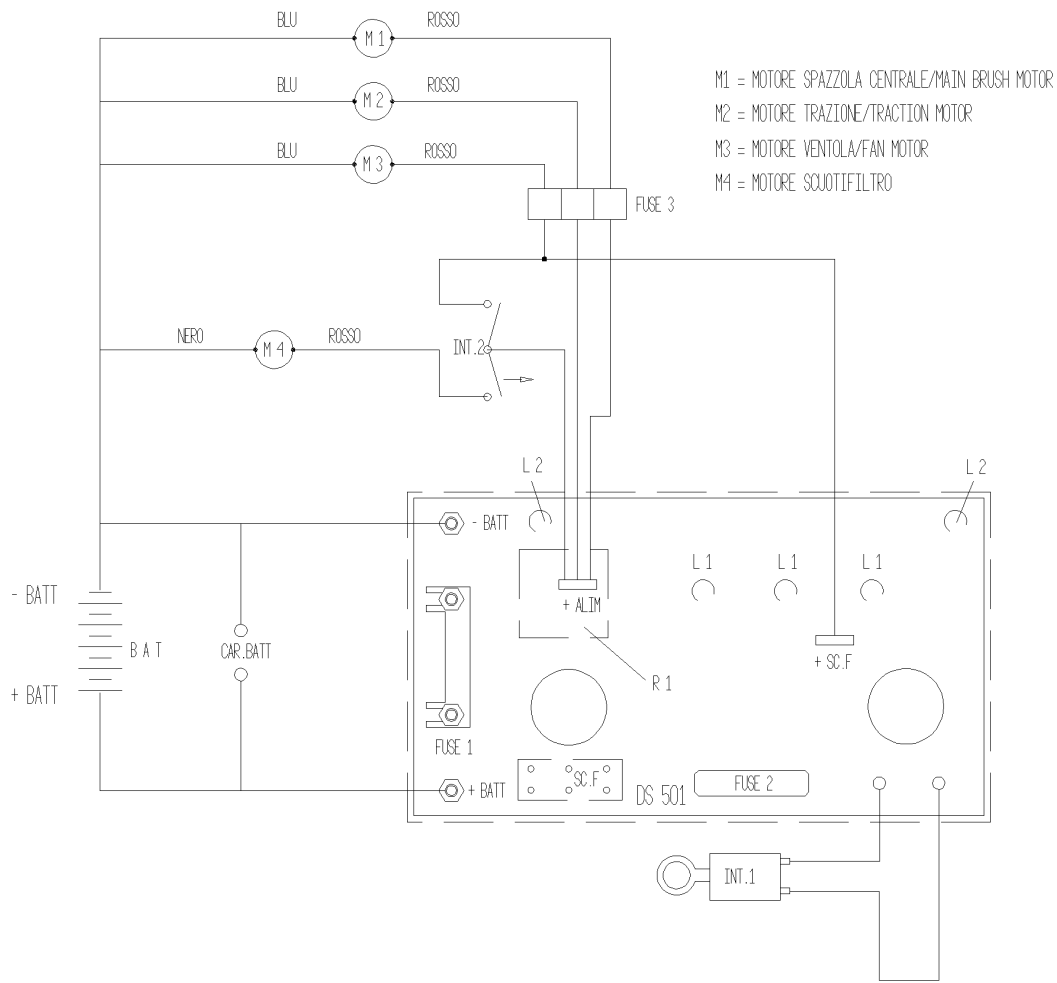 BLU
ROSSO
M 1
BLU
ROSSO
M 2
BLU
ROSSO
M 3
M1 = MOTORE SPAZZOLA CENTRALE/MAIN BRUSH MOTOR
M2 = MOTORE TRAZIONE/TRACTION MOTOR
M3 = MOTORE VENTOLA/FAN MOTOR
M4 = MOTORE SCUOTIFILTRO
FUSE 3
NERO
M 4
ROSSO
INT.2
L 2
L 2
- BATT
L 1
L 1
L 1
- BATT
+ ALIM
B A T
CAR.BATT
+ SC.F
+ BATT
R 1
FUSE 1
SC.F
FUSE 2
+ BATT
DS 501
INT.1